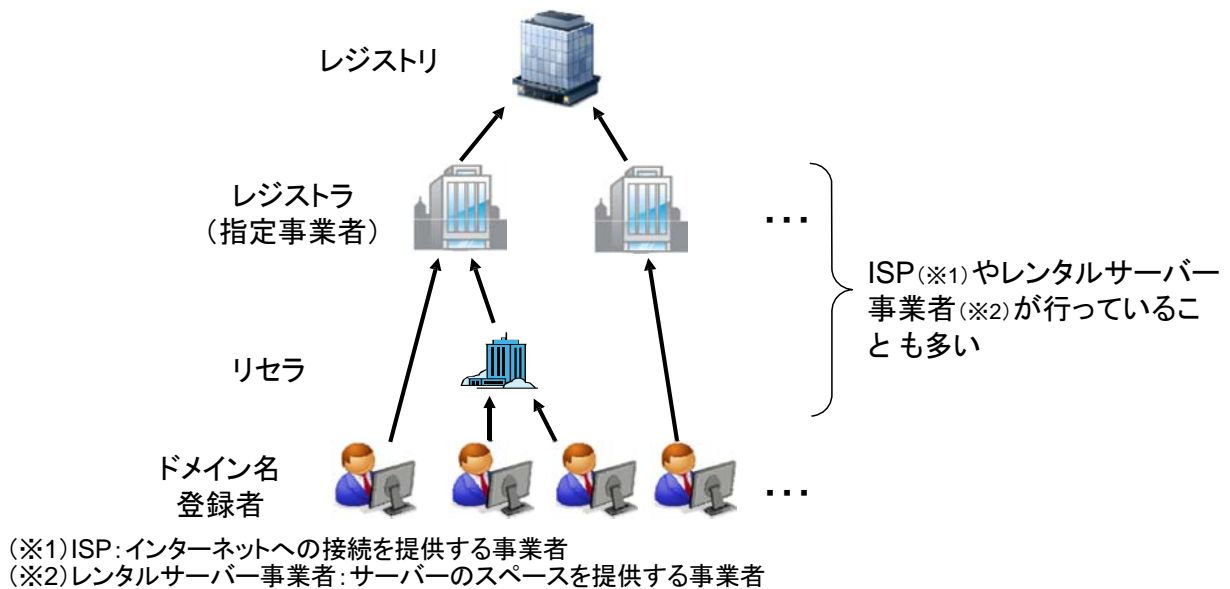 レジストリ
レジストラ
（指定事業者）
…
ISP（※1）やレンタルサーバー
事業者（※2）が行っているこ
とも多い
リセラ
ドメイン名
登録者
…
（※1）ISP：インターネットへの接続を提供する事業者
（※2）レンタルサーバー事業者：サーバーのスペースを提供する事業者